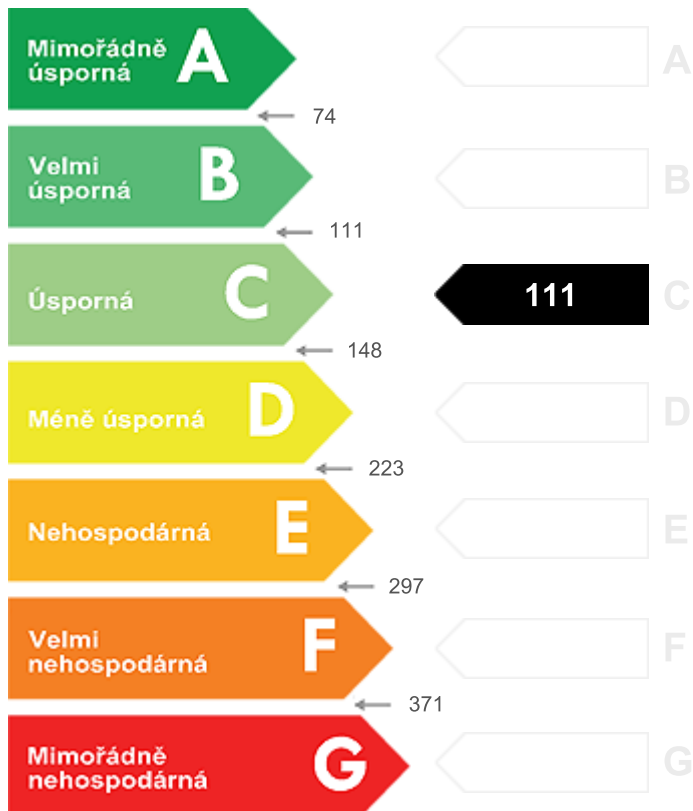 Mimořádně
úsporná
A
A
74
Velmi
úsporná
B
B
111
Úsporná
C
111
C
148
Méně úsporná
D
D
223
Nehospodárná
E
E
297
Velmi
nehospodárná
F
F
371
Mimořádně
nehospodárná
G
G